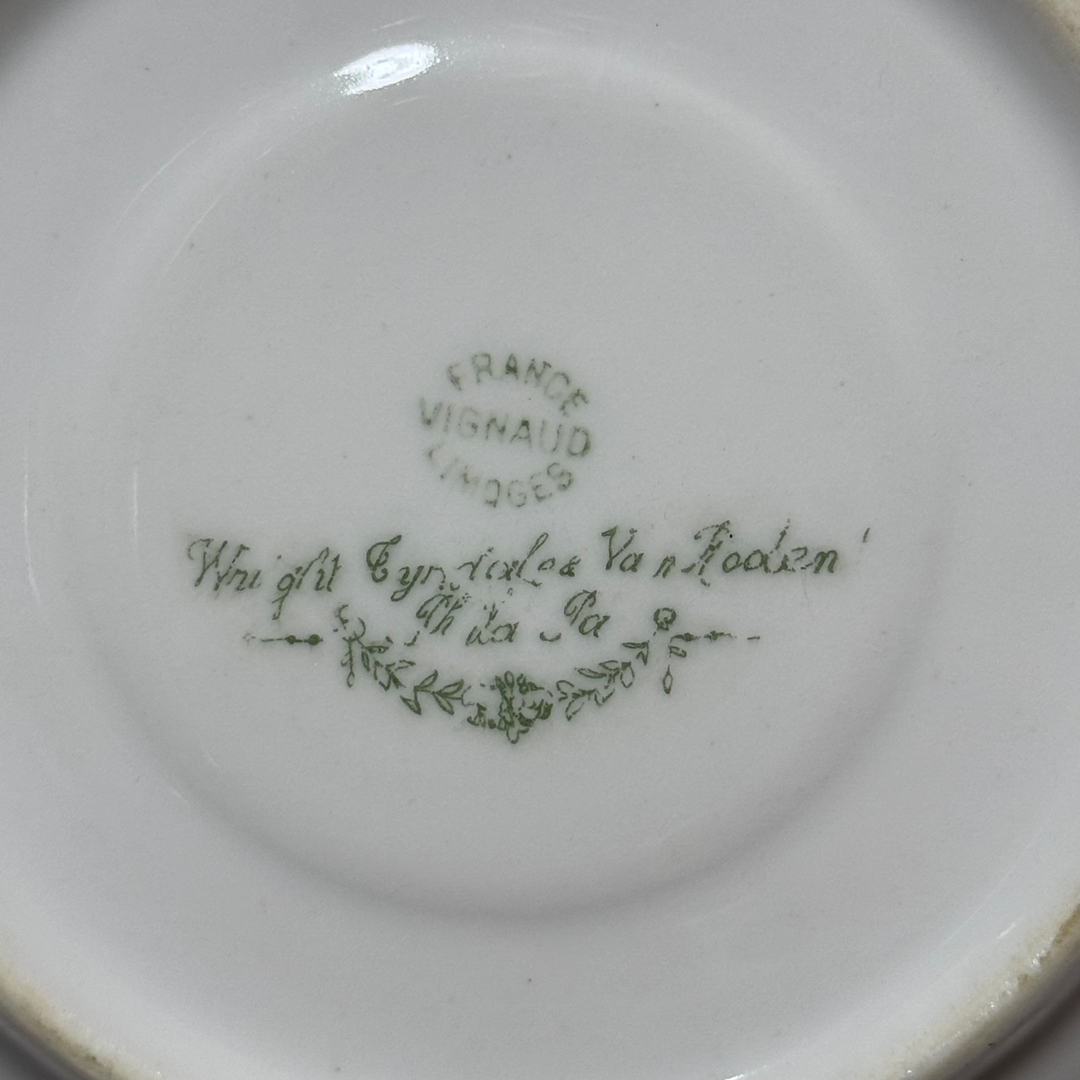 FRANCE
VIGNAUD
LIMOGES
Wright Tyndale & Van Roden
Phila Pa